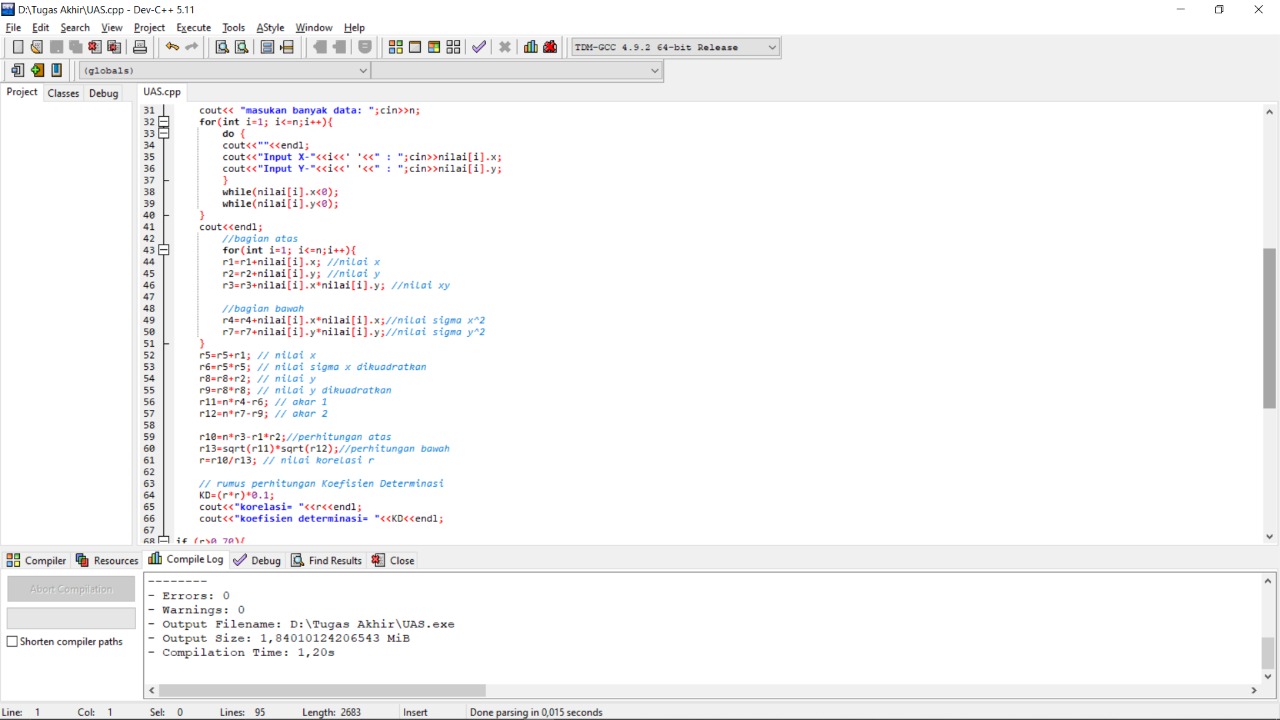 D:\Tugas Akhir\UAS.cpp - Dev-C++ 5.11
File Edit Search View Project Execute Tools AStyle Window Help
TDM-GCC 4.9.2 64-bit Release
(globals)
Project Classes Debug UAS.cpp
31 cout<< "masukan banyak data: ";cin>>n;
32 for(int i=1; i<=n;i++){
33 do {
34 cout<<""<<endl;
35 cout<<"Input X-"<<i<<' '<<" : ";cin>>nilai[i].x;
36 cout<<"Input Y-"<<i<<' '<<" : ";cin>>nilai[i].y;
37 }
38 while(nilai[i].x<0);
39 while(nilai[i].y<0);
40 }
41 cout<<endl;
42 //bagian atas
43 for(int i=1; i<=n;i++){
44 r1=r1+nilai[i].x; //nilai x
45 r2=r2+nilai[i].y; //nilai y
46 r3=r3+nilai[i].x*nilai[i].y; //nilai xy
47
48 //bagian bawah
49 r4=r4+nilai[i].x*nilai[i].x;//nilai sigma x^2
50 r7=r7+nilai[i].y*nilai[i].y;//nilai sigma y^2
51 }
52 r5=r5+r1; // nilai x
53 r6=r5*r5; // nilai sigma x dikuadratkan
54 r8=r8+r2; // nilai y
55 r9=r8*r8; // nilai y dikuadratkan
56 r11=n*r4-r6; // akar 1
57 r12=n*r7-r9; // akar 2
58
59 r10=n*r3-r1*r2;//perhitungan atas
60 r13=sqrt(r11)*sqrt(r12);//perhitungan bawah
61 r=r10/r13; // nilai korelasi r
62
63 // rumus perhitungan Koefisien Determinasi
64 KD=(r*r)*0.1;
65 cout<<"korelasi= "<<r<<endl;
66 cout<<"koefisien determinasi= "<<KD<<endl;
67
68 if (r>0.70){
Compiler Resources Compile Log Debug Find Results Close
Abort Compilation
Shorten compiler paths
--------
- Errors: 0
- Warnings: 0
- Output Filename: D:\Tugas Akhir\UAS.exe
- Output Size: 1,84010124206543 MiB
- Compilation Time: 1,20s
Line: 1 Col: 1 Sel: 0 Lines: 95 Length: 2683 Insert Done parsing in 0,015 seconds